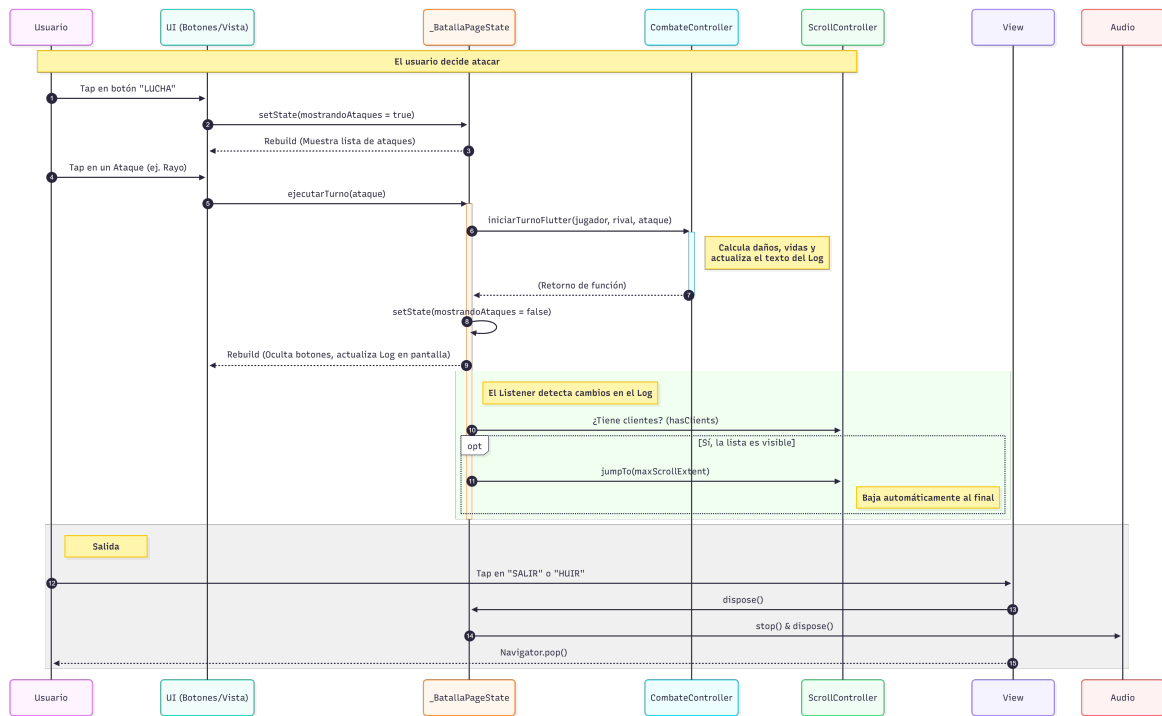 Usuario
UI (Botones/Vista)
_BatallaPageState
CombateController
ScrollController
View
Audio
El usuario decide atacar
1
Tap en botón "LUCHA"
2
setState(mostrandoAtaques = true)
3
Rebuild (Muestra lista de ataques)
4
Tap en un Ataque (ej. Rayo)
5
ejecutarTurno(ataque)
6
iniciarTurnoFlutter(jugador, rival, ataque)
Calcula daños, vidas y
actualiza el texto del Log
7
(Retorno de función)
8
setState(mostrandoAtaques = false)
9
Rebuild (Oculta botones, actualiza Log en pantalla)
El Listener detecta cambios en el Log
10
¿Tiene clientes? (hasClients)
opt
[Sí, la lista es visible]
11
jumpTo(maxScrollExtent)
Baja automáticamente al final
Salida
12
Tap en "SALIR" o "HUIR"
13
dispose()
14
stop() & dispose()
15
Navigator.pop()
Usuario
UI (Botones/Vista)
_BatallaPageState
CombateController
ScrollController
View
Audio